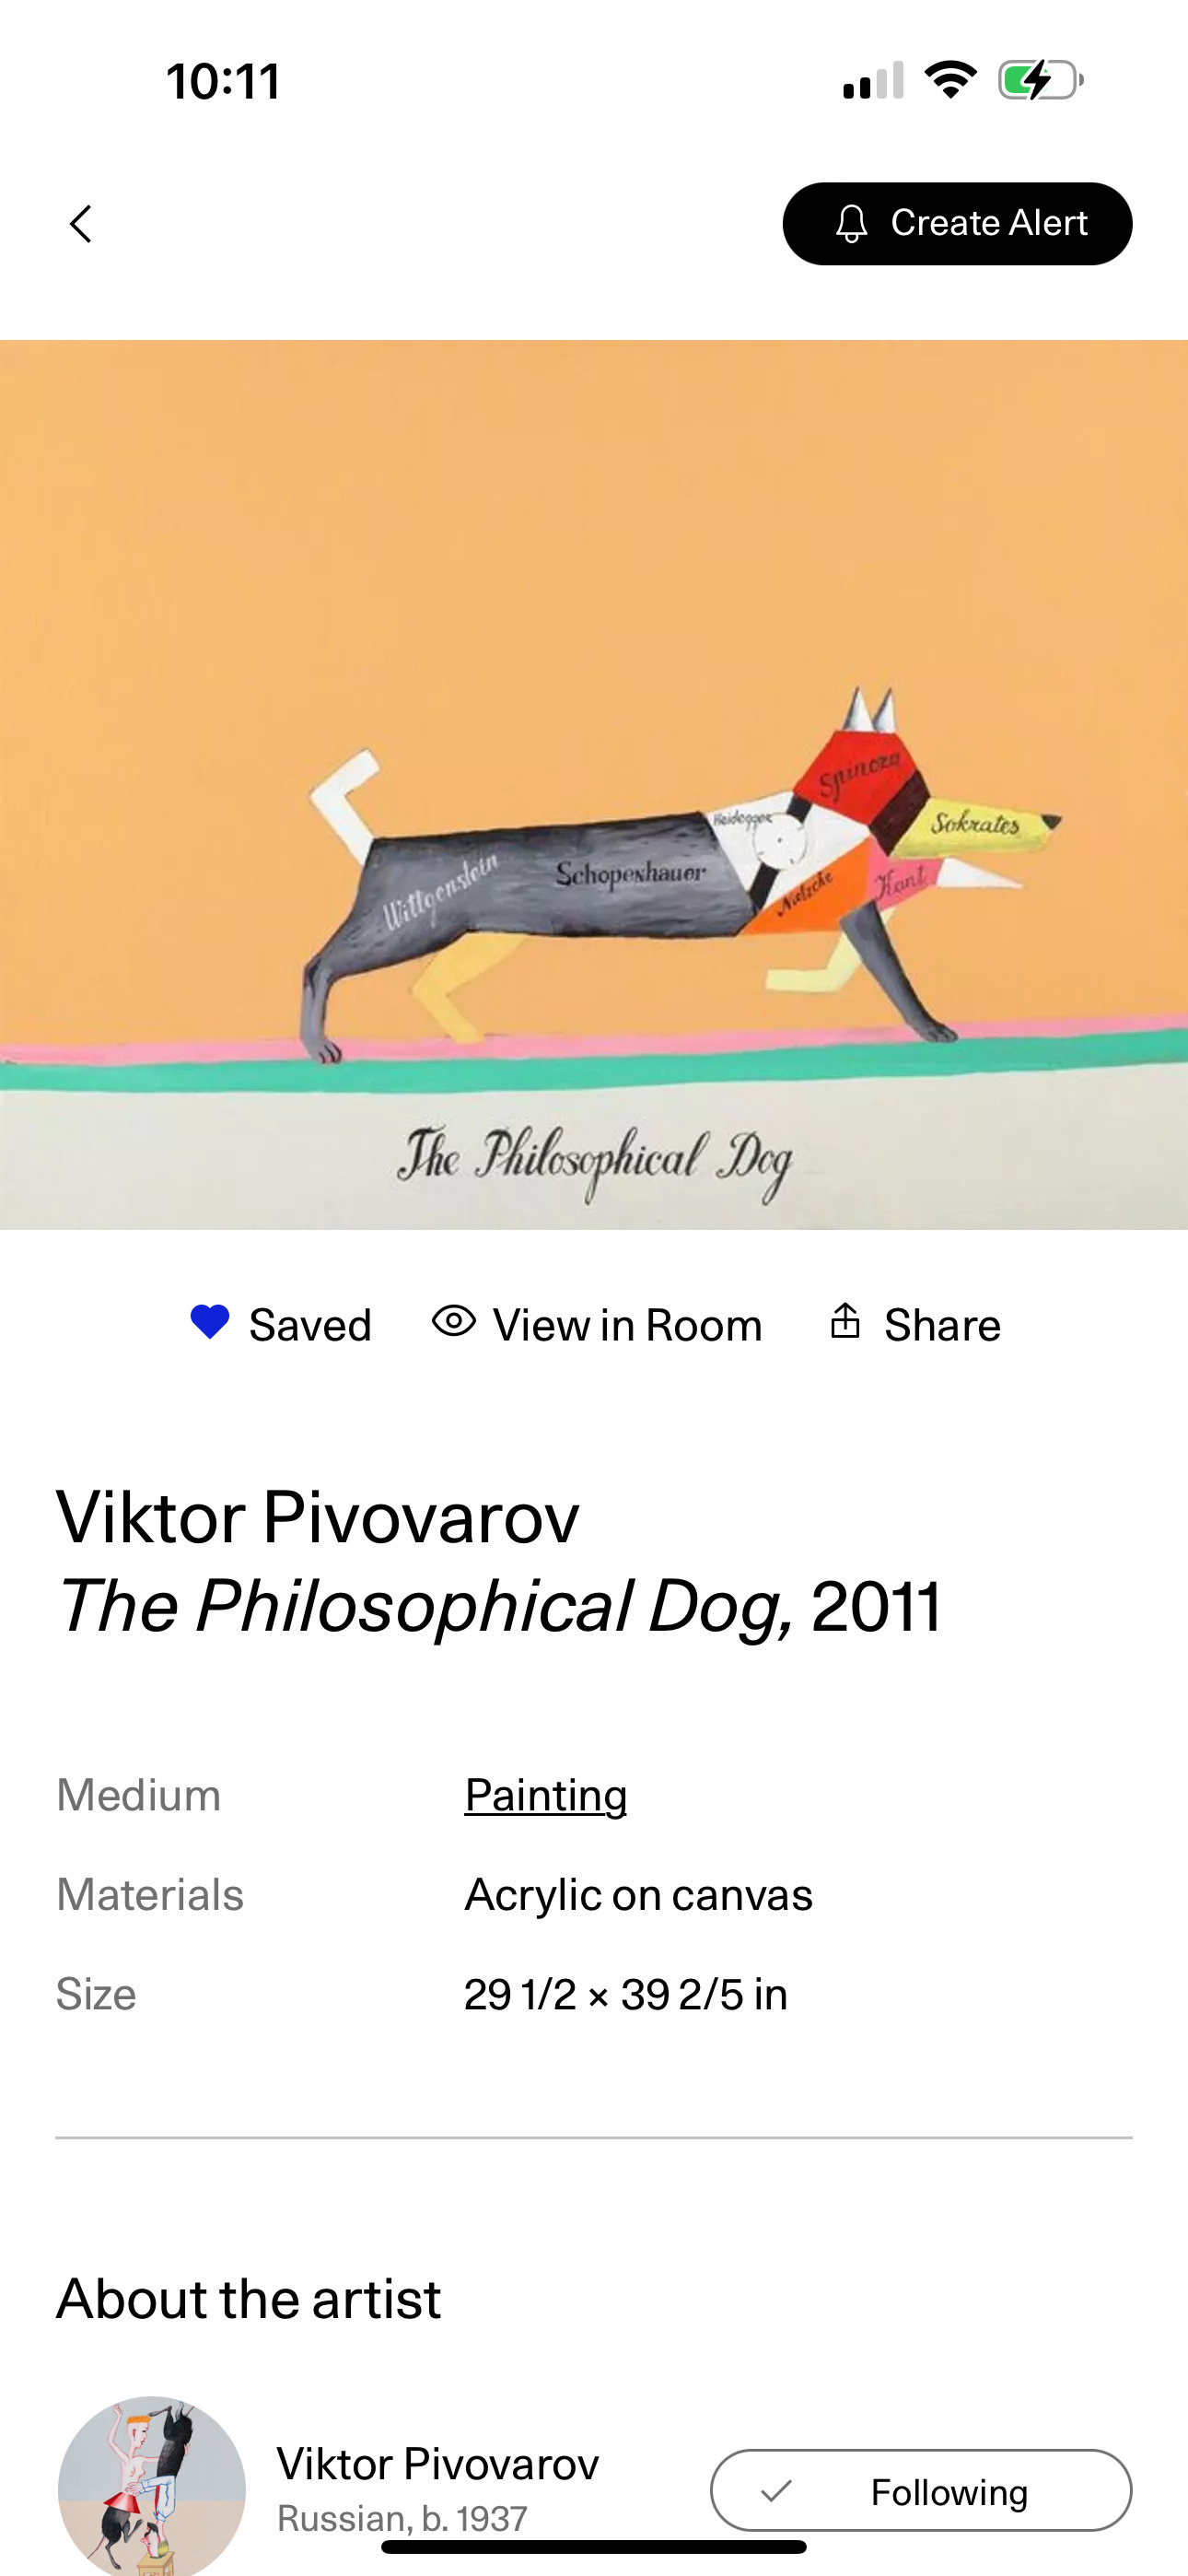 10:11
Create Alert
Spinoza
Heidegger
Sokrates
Wittgenstein
Schopenhauer
Nietzche
Kant
The Philosophical Dog
Saved
View in Room
Share
Viktor Pivovarov
The Philosophical Dog, 2011
Medium
Painting
Materials
Acrylic on canvas
Size
29 1/2 × 39 2/5 in
About the artist
Viktor Pivovarov
Russian, b. 1937
Following